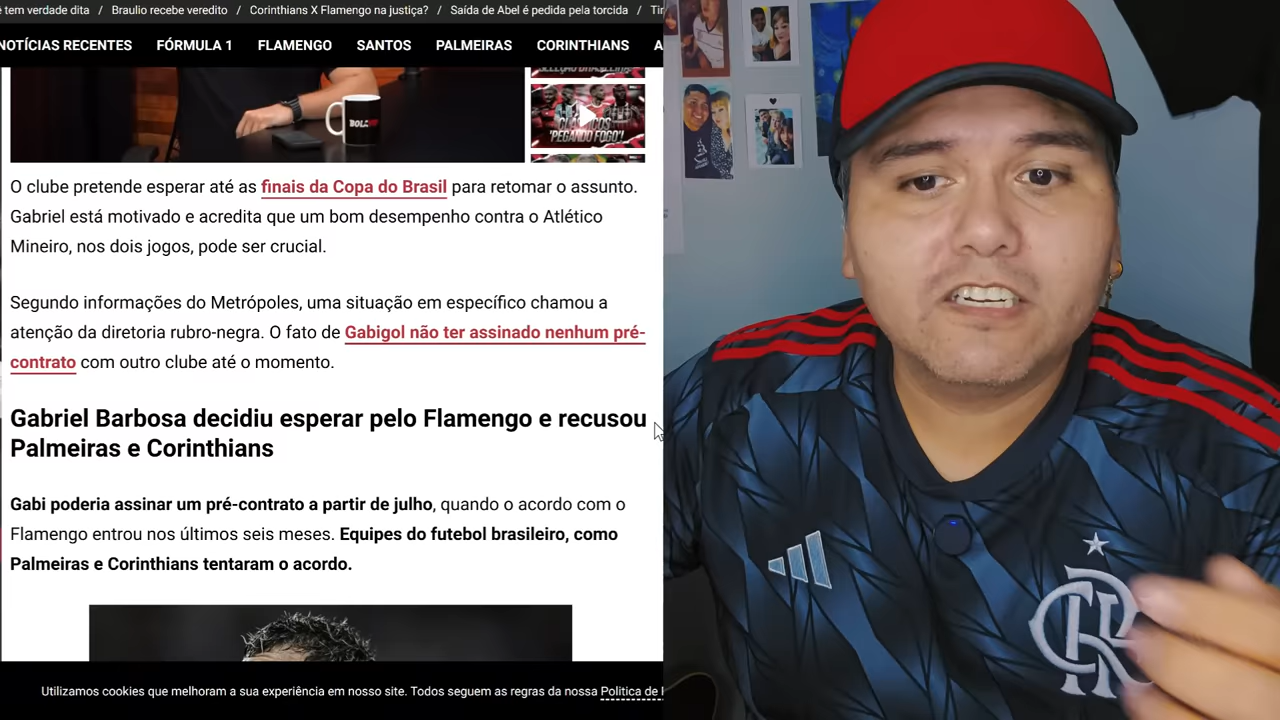 tem verdade dita / Braulio recebe veredito / Corinthians X Flamengo na justiça? / Saída de Abel é pedida pela torcida /
NOTÍCIAS RECENTES FÓRMULA 1 FLAMENGO SANTOS PALMEIRAS CORINTHIANS
CLÁSSICOS
'PEGANDO FOGO'!
O clube pretende esperar até as finais da Copa do Brasil para retomar o assunto.
Gabriel está motivado e acredita que um bom desempenho contra o Atlético
Mineiro, nos dois jogos, pode ser crucial.
Segundo informações do Metrópoles, uma situação em específico chamou a
atenção da diretoria rubro-negra. O fato de Gabigol não ter assinado nenhum pré-
contrato com outro clube até o momento.
Gabriel Barbosa decidiu esperar pelo Flamengo e recusou
Palmeiras e Corinthians
Gabi poderia assinar um pré-contrato a partir de julho, quando o acordo com o
Flamengo entrou nos últimos seis meses. Equipes do futebol brasileiro, como
Palmeiras e Corinthians tentaram o acordo.
Utilizamos cookies que melhoram a sua experiência em nosso site. Todos seguem as regras da nossa Politica de
CR